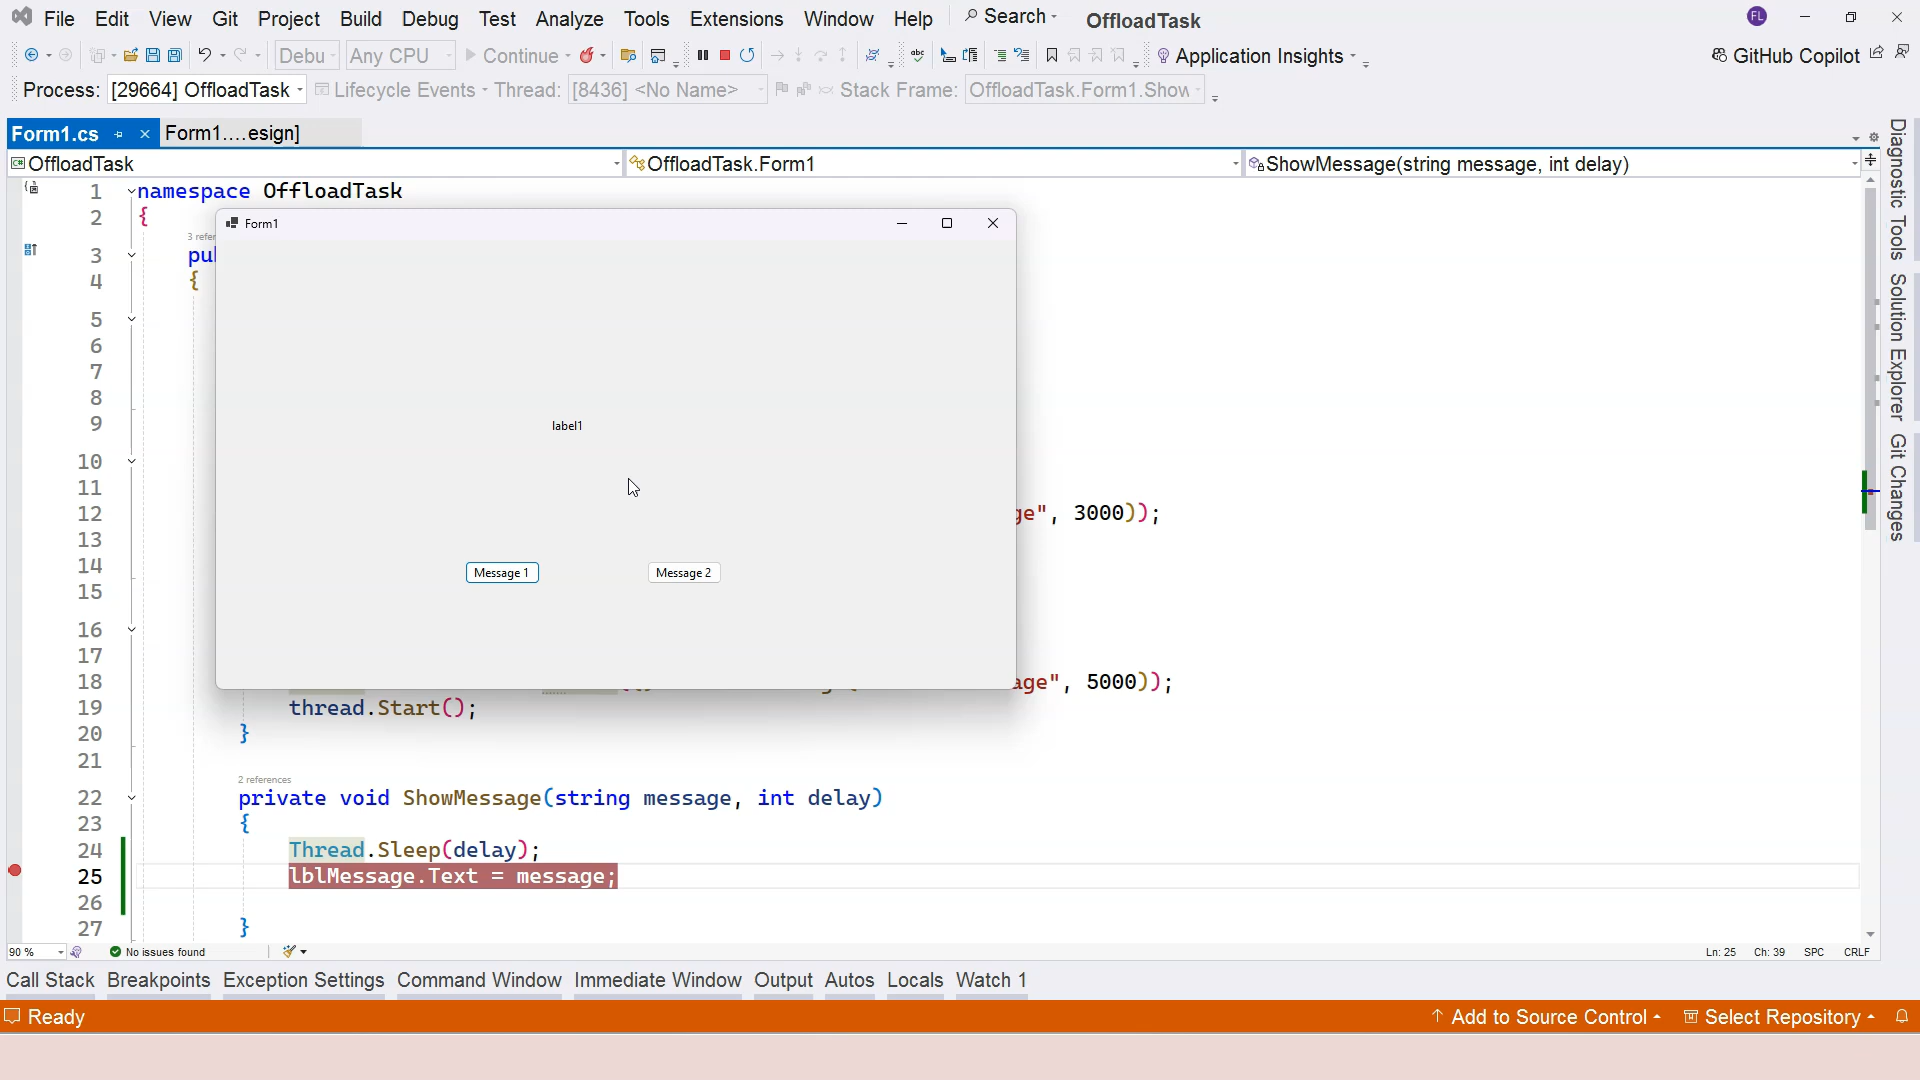 File Edit View Git Project Build Debug Test Analyze Tools Extensions Window Help Search OffloadTask FL
Debu Any CPU Continue Application Insights GitHub Copilot
Process: [29664] OffloadTask Lifecycle Events Thread: [8436] <No Name> Stack Frame: OffloadTask.Form1.Show
Form1.cs Form1....esign]
OffloadTask OffloadTask.Form1 ShowMessage(string message, int delay)
1 namespace OffloadTask
2 {
Form1
3 refer
3 pul
4 {
5
6
7
8
9
label1
10
11
12 ge", 3000));
13
14
Message 1 Message 2
15
16
17
18 age", 5000));
19 thread.Start();
20 }
21
2 references
22 private void ShowMessage(string message, int delay)
23 {
24 Thread.Sleep(delay);
25 lblMessage.Text = message;
26
27 }
90 % No issues found Ln: 25 Ch: 39 SPC CRLF
Call Stack Breakpoints Exception Settings Command Window Immediate Window Output Autos Locals Watch 1
Ready Add to Source Control Select Repository
Diagnostic Tools
Solution Explorer
Git Changes